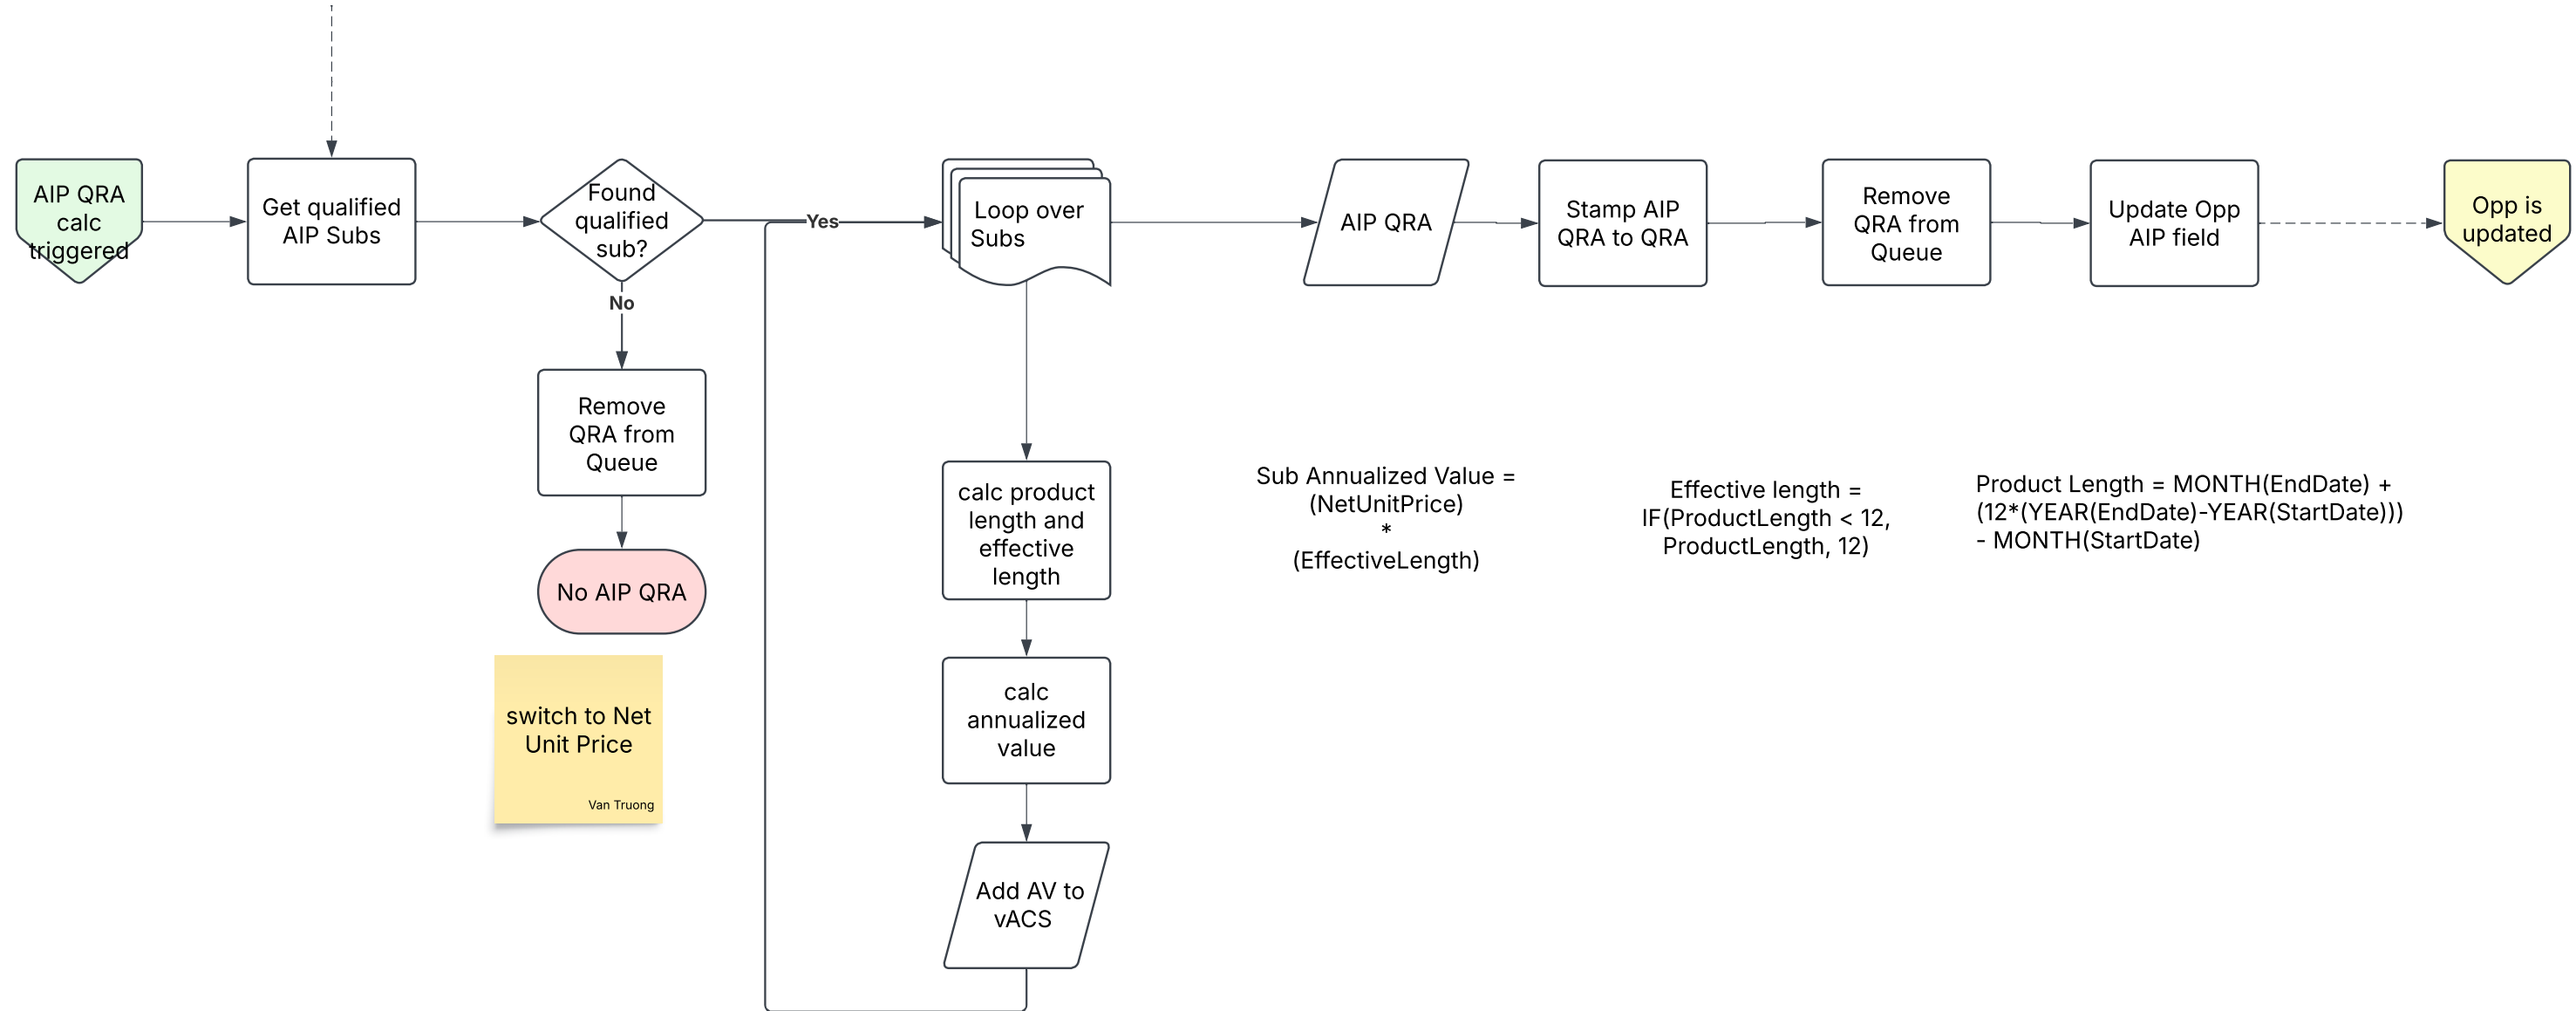 AIP QRA
calc
triggered
Get qualified
AIP Subs
Found
qualified
sub?
Yes
No
Remove
QRA from
Queue
No AIP QRA
switch to Net
Unit Price
Van Truong
Loop over
Subs
calc product
length and
effective
length
calc
annualized
value
Add AV to
vACS
AIP QRA
Stamp AIP
QRA to QRA
Remove
QRA from
Queue
Update Opp
AIP field
Opp is
updated
Sub Annualized Value =
(NetUnitPrice)
*
(EffectiveLength)
Effective length =
IF(ProductLength < 12,
ProductLength, 12)
Product Length = MONTH(EndDate) +
(12*(YEAR(EndDate)-YEAR(StartDate)))
- MONTH(StartDate)